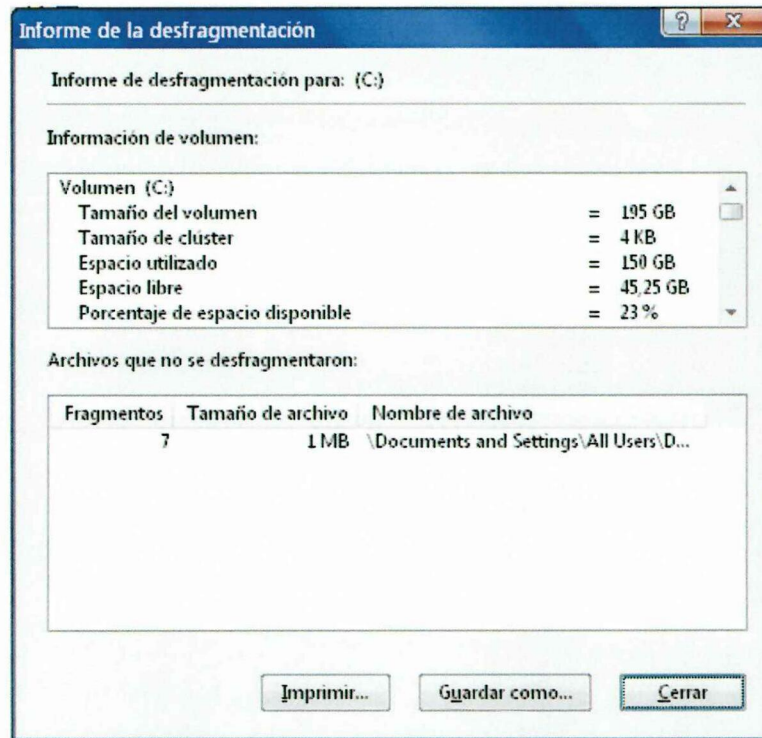 Informe de la desfragmentación
Informe de desfragmentación para: (C:)
Información de volumen:
Volumen (C:)
Tamaño del volumen = 195 GB
Tamaño de clúster = 4 KB
Espacio utilizado = 150 GB
Espacio libre = 45,25 GB
Porcentaje de espacio disponible = 23 %
Archivos que no se desfragmentaron:
Fragmentos Tamaño de archivo Nombre de archivo
7 1 MB \Documents and Settings\All Users\D...
Imprimir... Guardar como... Cerrar